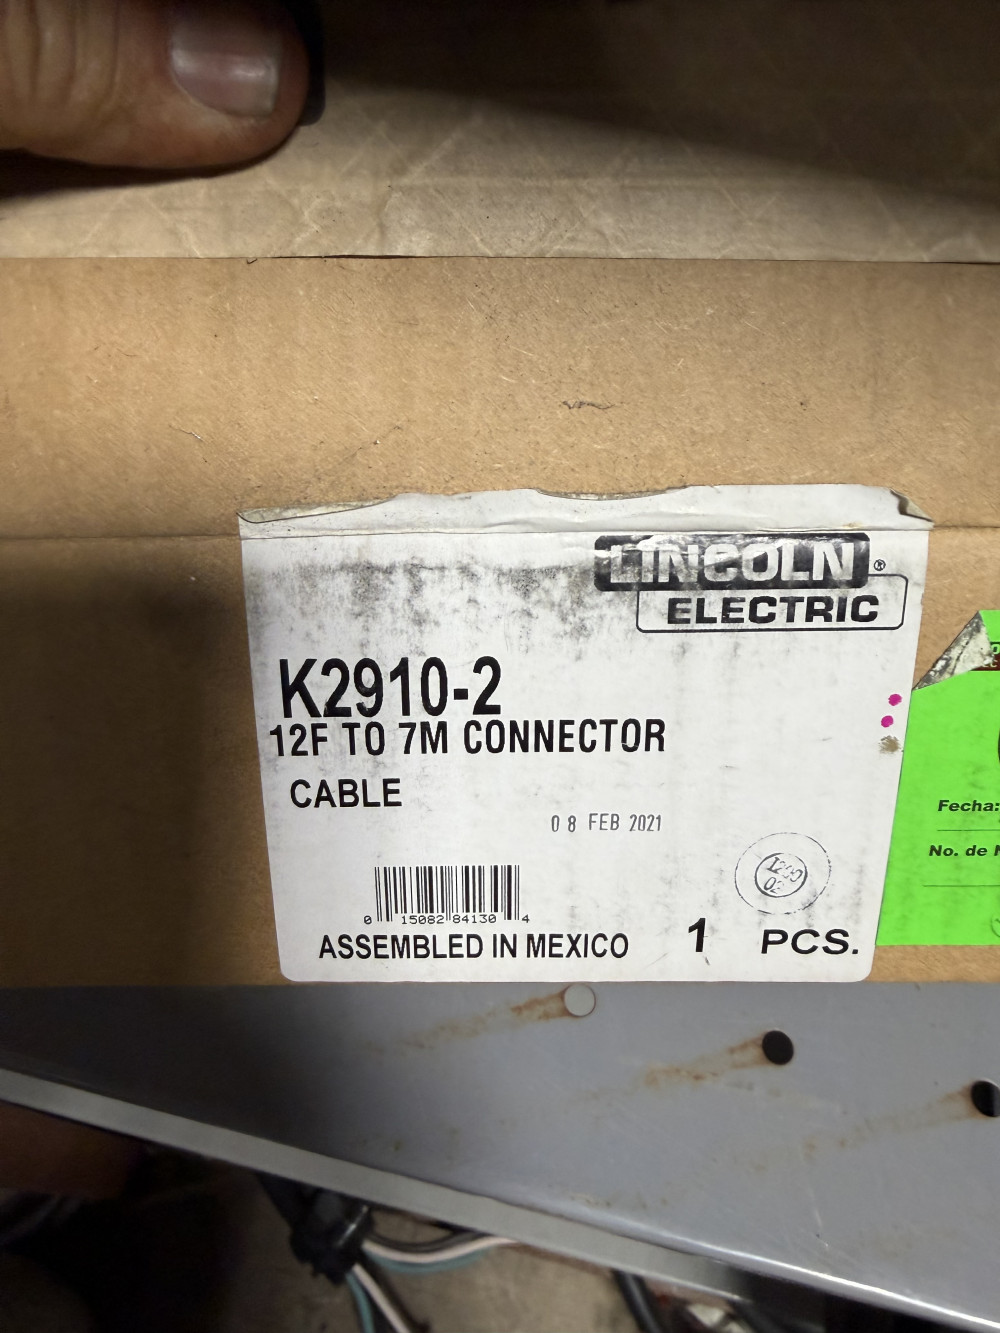 LINCOLN ®
ELECTRIC
K2910-2
12F TO 7M CONNECTOR
CABLE
08 FEB 2021
0 15082 84130 4
ASSEMBLED IN MEXICO 1 PCS.
Fecha:
No. de